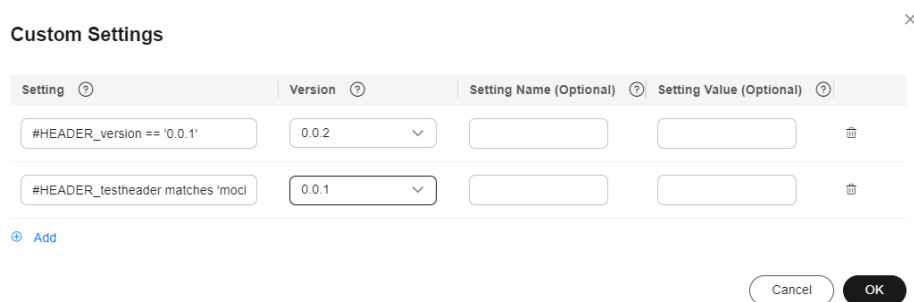 Custom Settings
Setting ? Version ? Setting Name (Optional) ? Setting Value (Optional) ?
#HEADER_version == '0.0.1' 0.0.2
#HEADER_testheader matches 'mocl 0.0.1
Add
Cancel OK